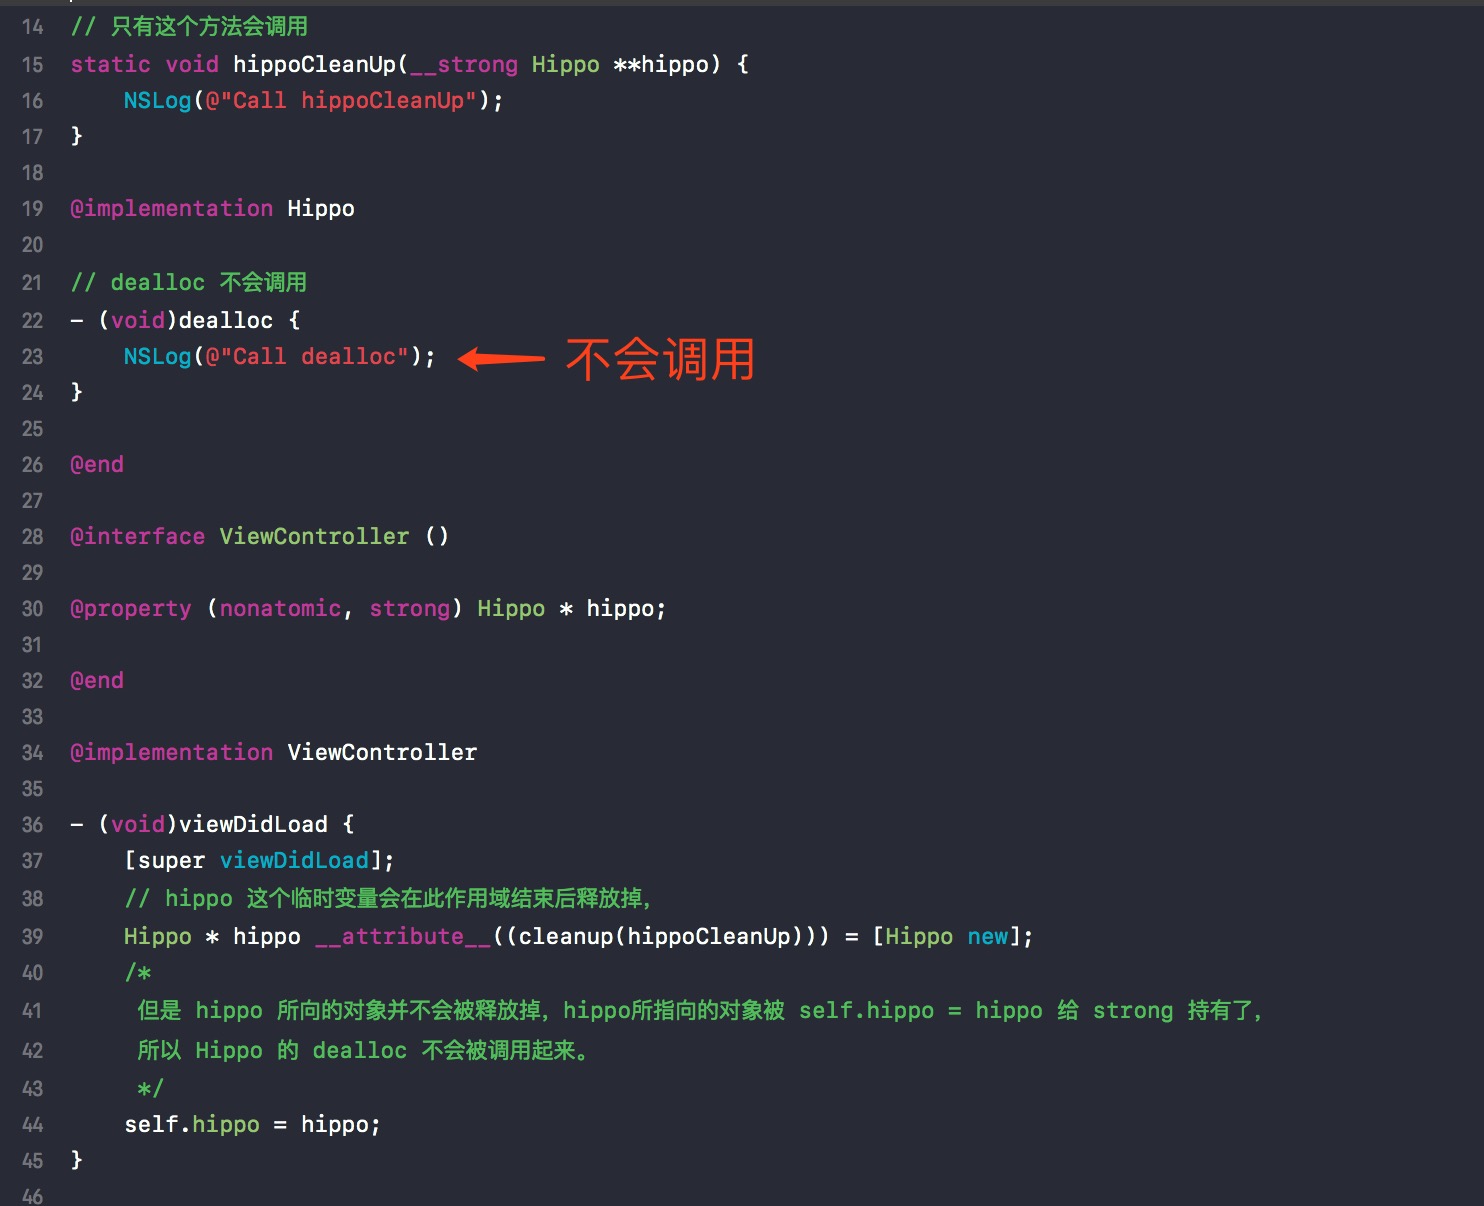 14 // 只有这个方法会调用
15 static void hippoCleanUp(__strong Hippo **hippo) {
16     NSLog(@"Call hippoCleanUp");
17 }
18
19 @implementation Hippo
20
21 // dealloc 不会调用
22 - (void)dealloc {
23     NSLog(@"Call dealloc"); 不会调用
24 }
25
26 @end
27
28 @interface ViewController ()
29
30 @property (nonatomic, strong) Hippo * hippo;
31
32 @end
33
34 @implementation ViewController
35
36 - (void)viewDidLoad {
37     [super viewDidLoad];
38     // hippo 这个临时变量会在此作用域结束后释放掉，
39     Hippo * hippo __attribute__((cleanup(hippoCleanUp))) = [Hippo new];
40     /*
41      但是 hippo 所向的对象并不会被释放掉，hippo所指向的对象被 self.hippo = hippo 给 strong 持有了，
42      所以 Hippo 的 dealloc 不会被调用起来。
43      */
44     self.hippo = hippo;
45 }
46